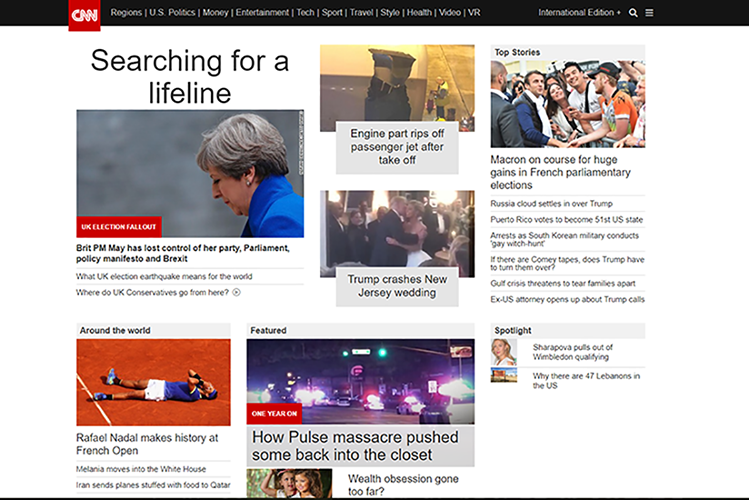 CNN
Regions | U.S. Politics | Money | Entertainment | Tech | Sport | Travel | Style | Health | Video | VR
International Edition +
Searching for a
lifeline
UK ELECTION FALLOUT
Brit PM May has lost control of her party, Parliament,
policy manifesto and Brexit
What UK election earthquake means for the world
Where do UK Conservatives go from here?
Engine part rips off
passenger jet after
take off
Trump crashes New
Jersey wedding
Top Stories
Macron on course for huge
gains in French parliamentary
elections
Russia cloud settles in over Trump
Puerto Rico votes to become 51st US state
Arrests as South Korean military conducts
'gay witch-hunt'
If there are Comey tapes, does Trump have
to turn them over?
Gulf crisis threatens to tear families apart
Ex-US attorney opens up about Trump calls
Around the world
Rafael Nadal makes history at
French Open
Melania moves into the White House
Iran sends planes stuffed with food to Qatar
Featured
ONE YEAR ON
How Pulse massacre pushed
some back into the closet
Wealth obsession gone
too far?
Spotlight
Sharapova pulls out of
Wimbledon qualifying
Why there are 47 Lebanons in
the US